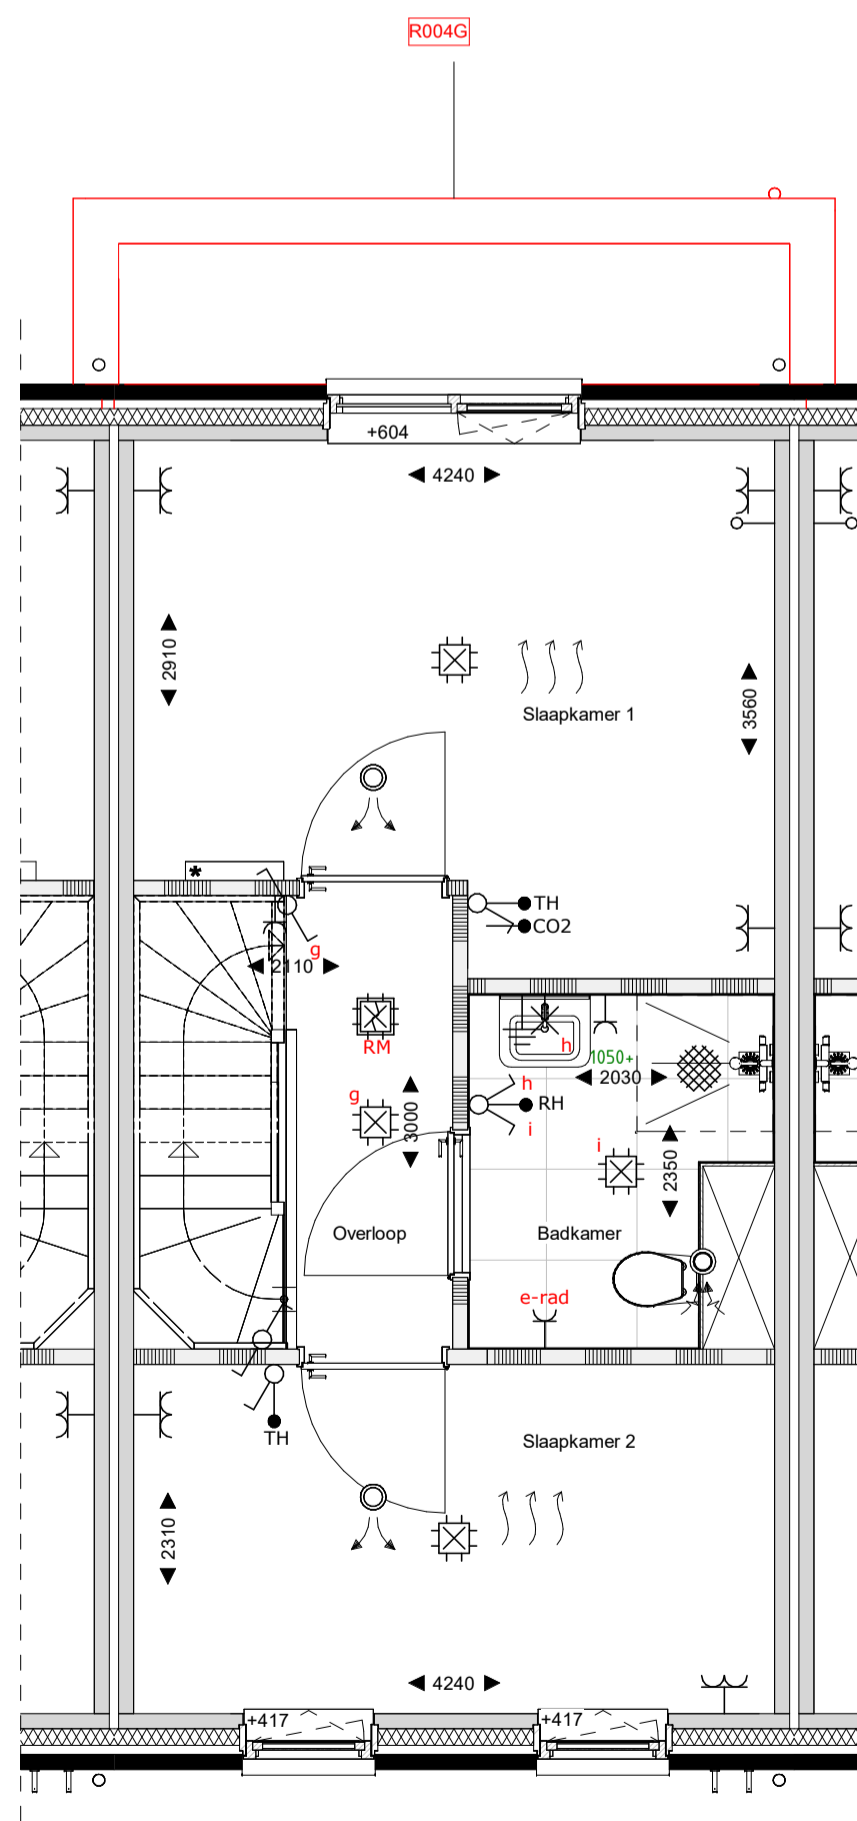 R004G
+604
4240
2910
3560
Slaapkamer 1
*
TH
CO2
g
2110
RM
h
1050+
2030
g
3000
h
RH
i
i
2350
Overloop
Badkamer
e-rad
TH
Slaapkamer 2
2310
4240
+417
+417